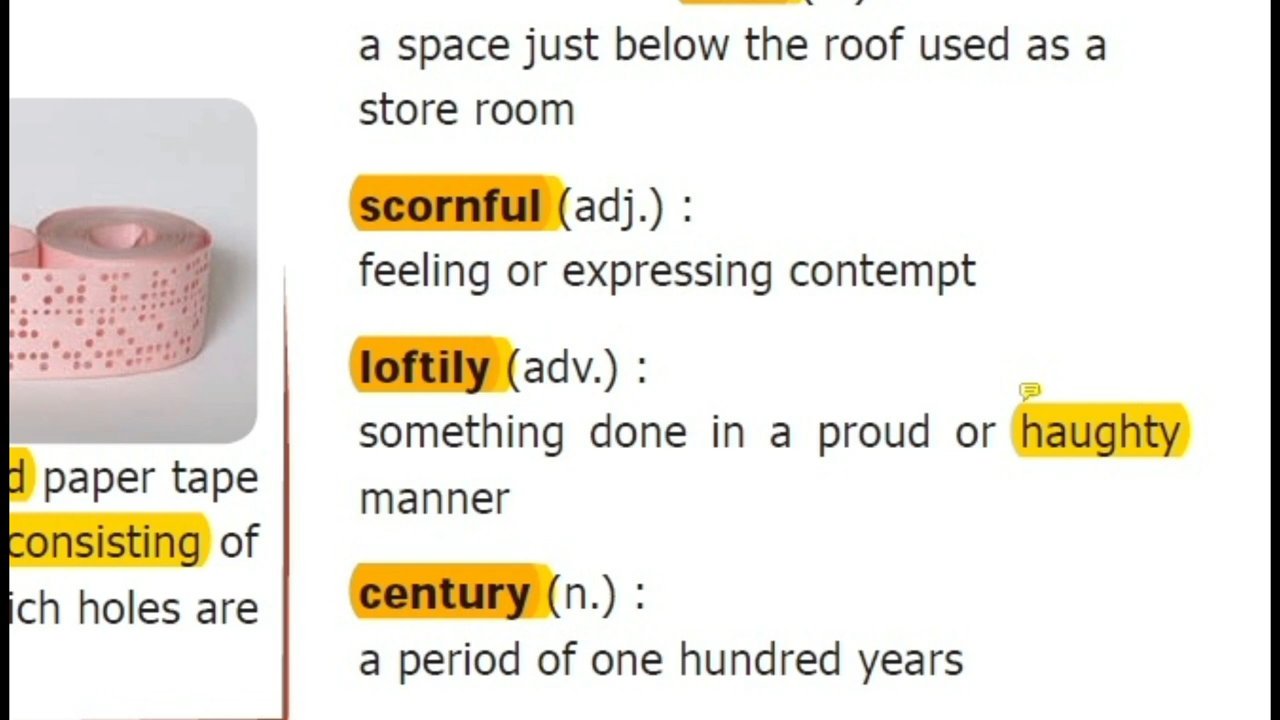 a space just below the roof used as a
store room
scornful (adj.) :
feeling or expressing contempt
loftily (adv.) :
something done in a proud or haughty
manner
century (n.) :
a period of one hundred years
paper tape
consisting of
holes are